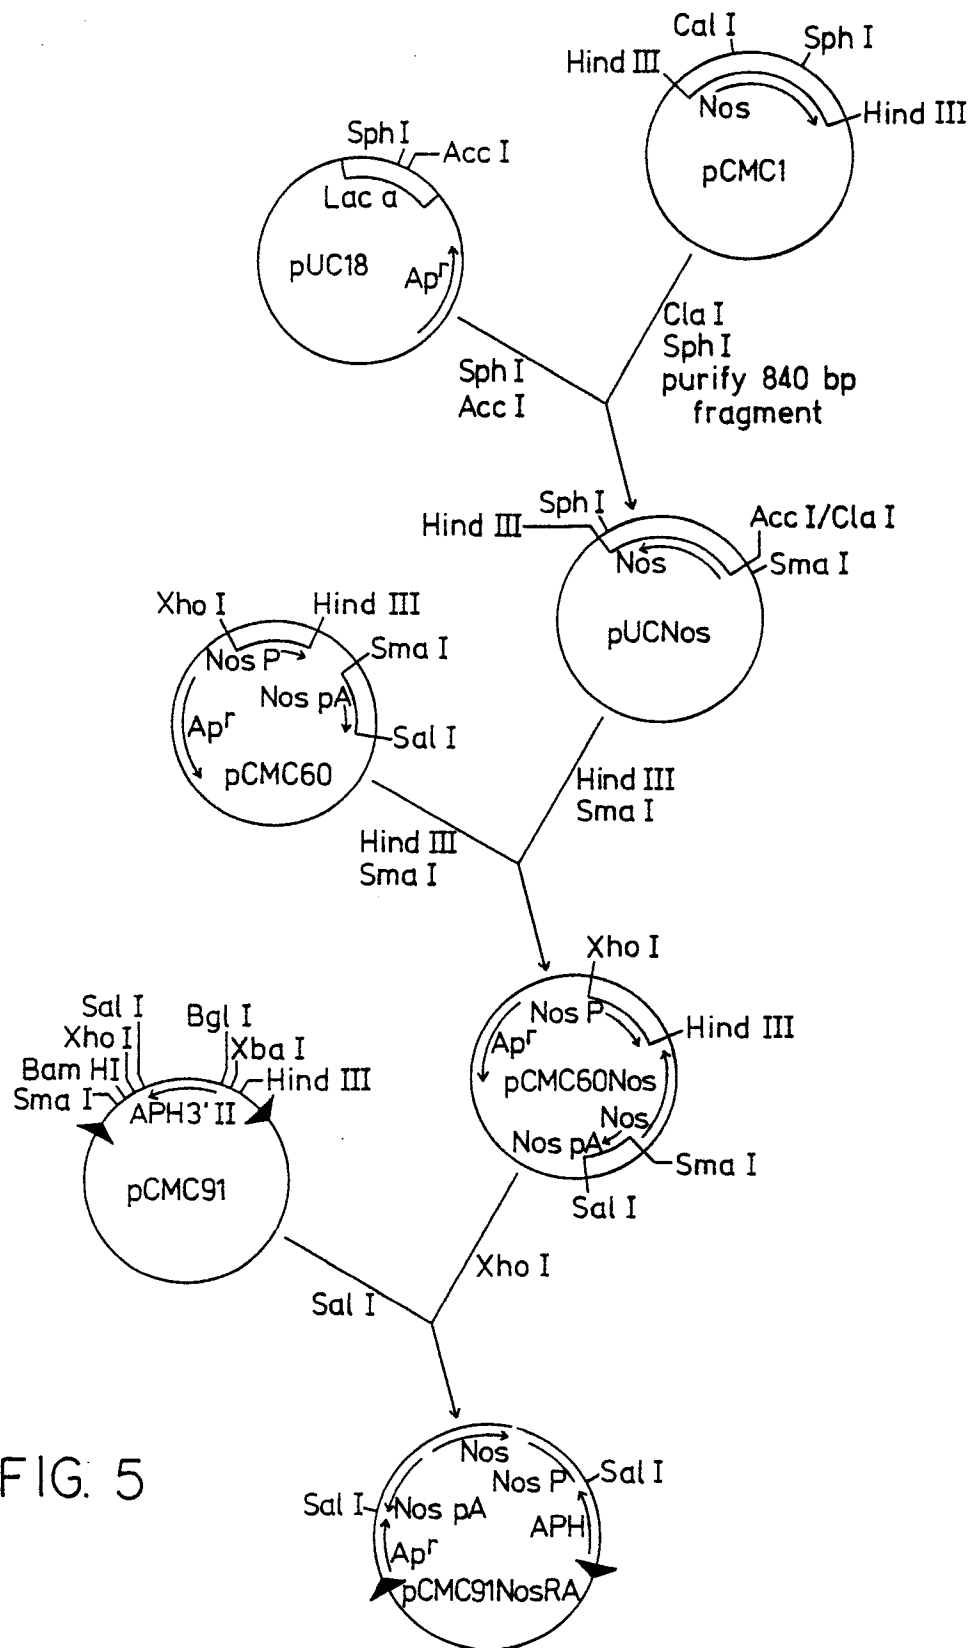 Cal I
Sph I
Hind III
Nos
Hind III
pCMC1
Sph I
Acc I
Lac a
pUC18
Apr
Cla I
Sph I
purify 840 bp
fragment
Sph I
Acc I
Sph I
Hind III
Acc I/Cla I
Nos
Sma I
pUCNos
Xho I
Hind III
Nos P
Sma I
Nos pA
Apr
Sal I
pCMC60
Hind III
Sma I
Hind III
Sma I
Xho I
Nos P
Hind III
Apr
pCMC60Nos
Nos
Nos pA
Sma I
Sal I
Sal I
Bgl I
Xho I
Xba I
Bam HI
Hind III
Sma I
APH3'II
pCMC91
Xho I
Sal I
FIG. 5
Nos
Nos P
Sal I
Sal I
Nos pA
APH
Apr
pCMC91NosRA